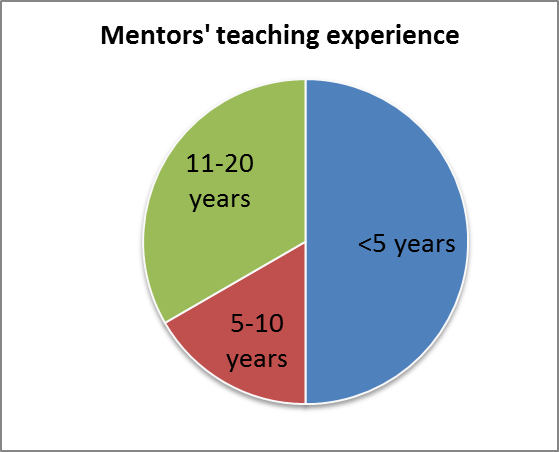 Mentors' teaching experience
11-20
years
<5 years
5-10
years